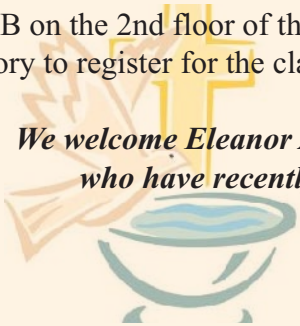 B on the 2nd floor of th
ory to register for the cla
We welcome Eleanor
who have recentl